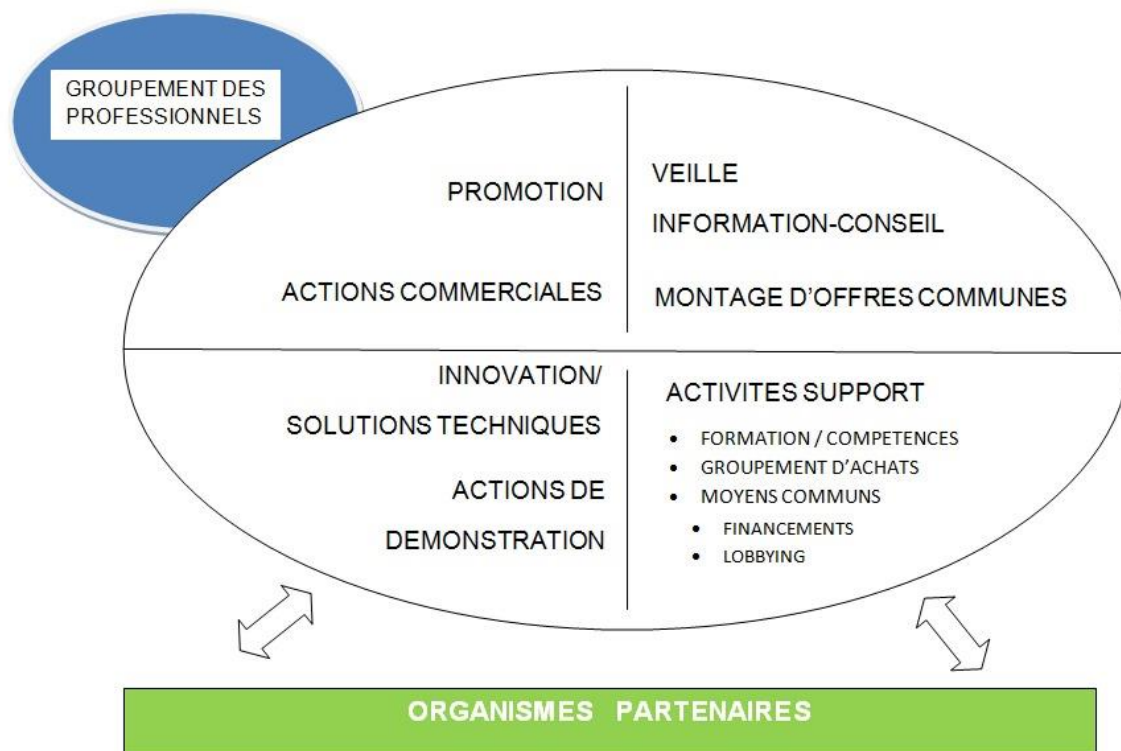 GROUPEMENT DES
PROFESSIONNELS
PROMOTION
ACTIONS COMMERCIALES
VEILLE
INFORMATION-CONSEIL
MONTAGE D’OFFRES COMMUNES
INNOVATION/
SOLUTIONS TECHNIQUES
ACTIONS DE
DEMONSTRATION
ACTIVITES SUPPORT
• FORMATION / COMPETENCES
• GROUPEMENT D’ACHATS
• MOYENS COMMUNS
• FINANCEMENTS
• LOBBYING
ORGANISMES PARTENAIRES